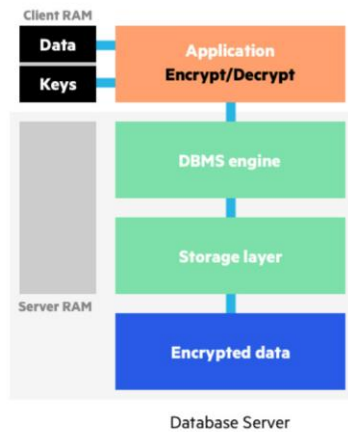 Client RAM
Data
Keys
Application
Encrypt/Decrypt
DBMS engine
Storage layer
Server RAM
Encrypted data
Database Server